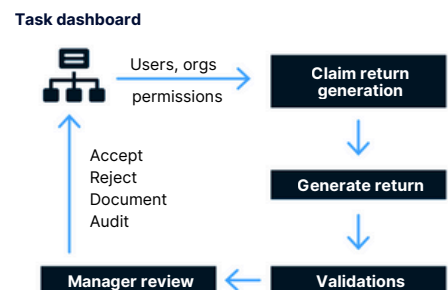 Task dashboard
Users, orgs
permissions
Claim return
generation
Generate return
Accept
Reject
Document
Audit
Manager review
Validations